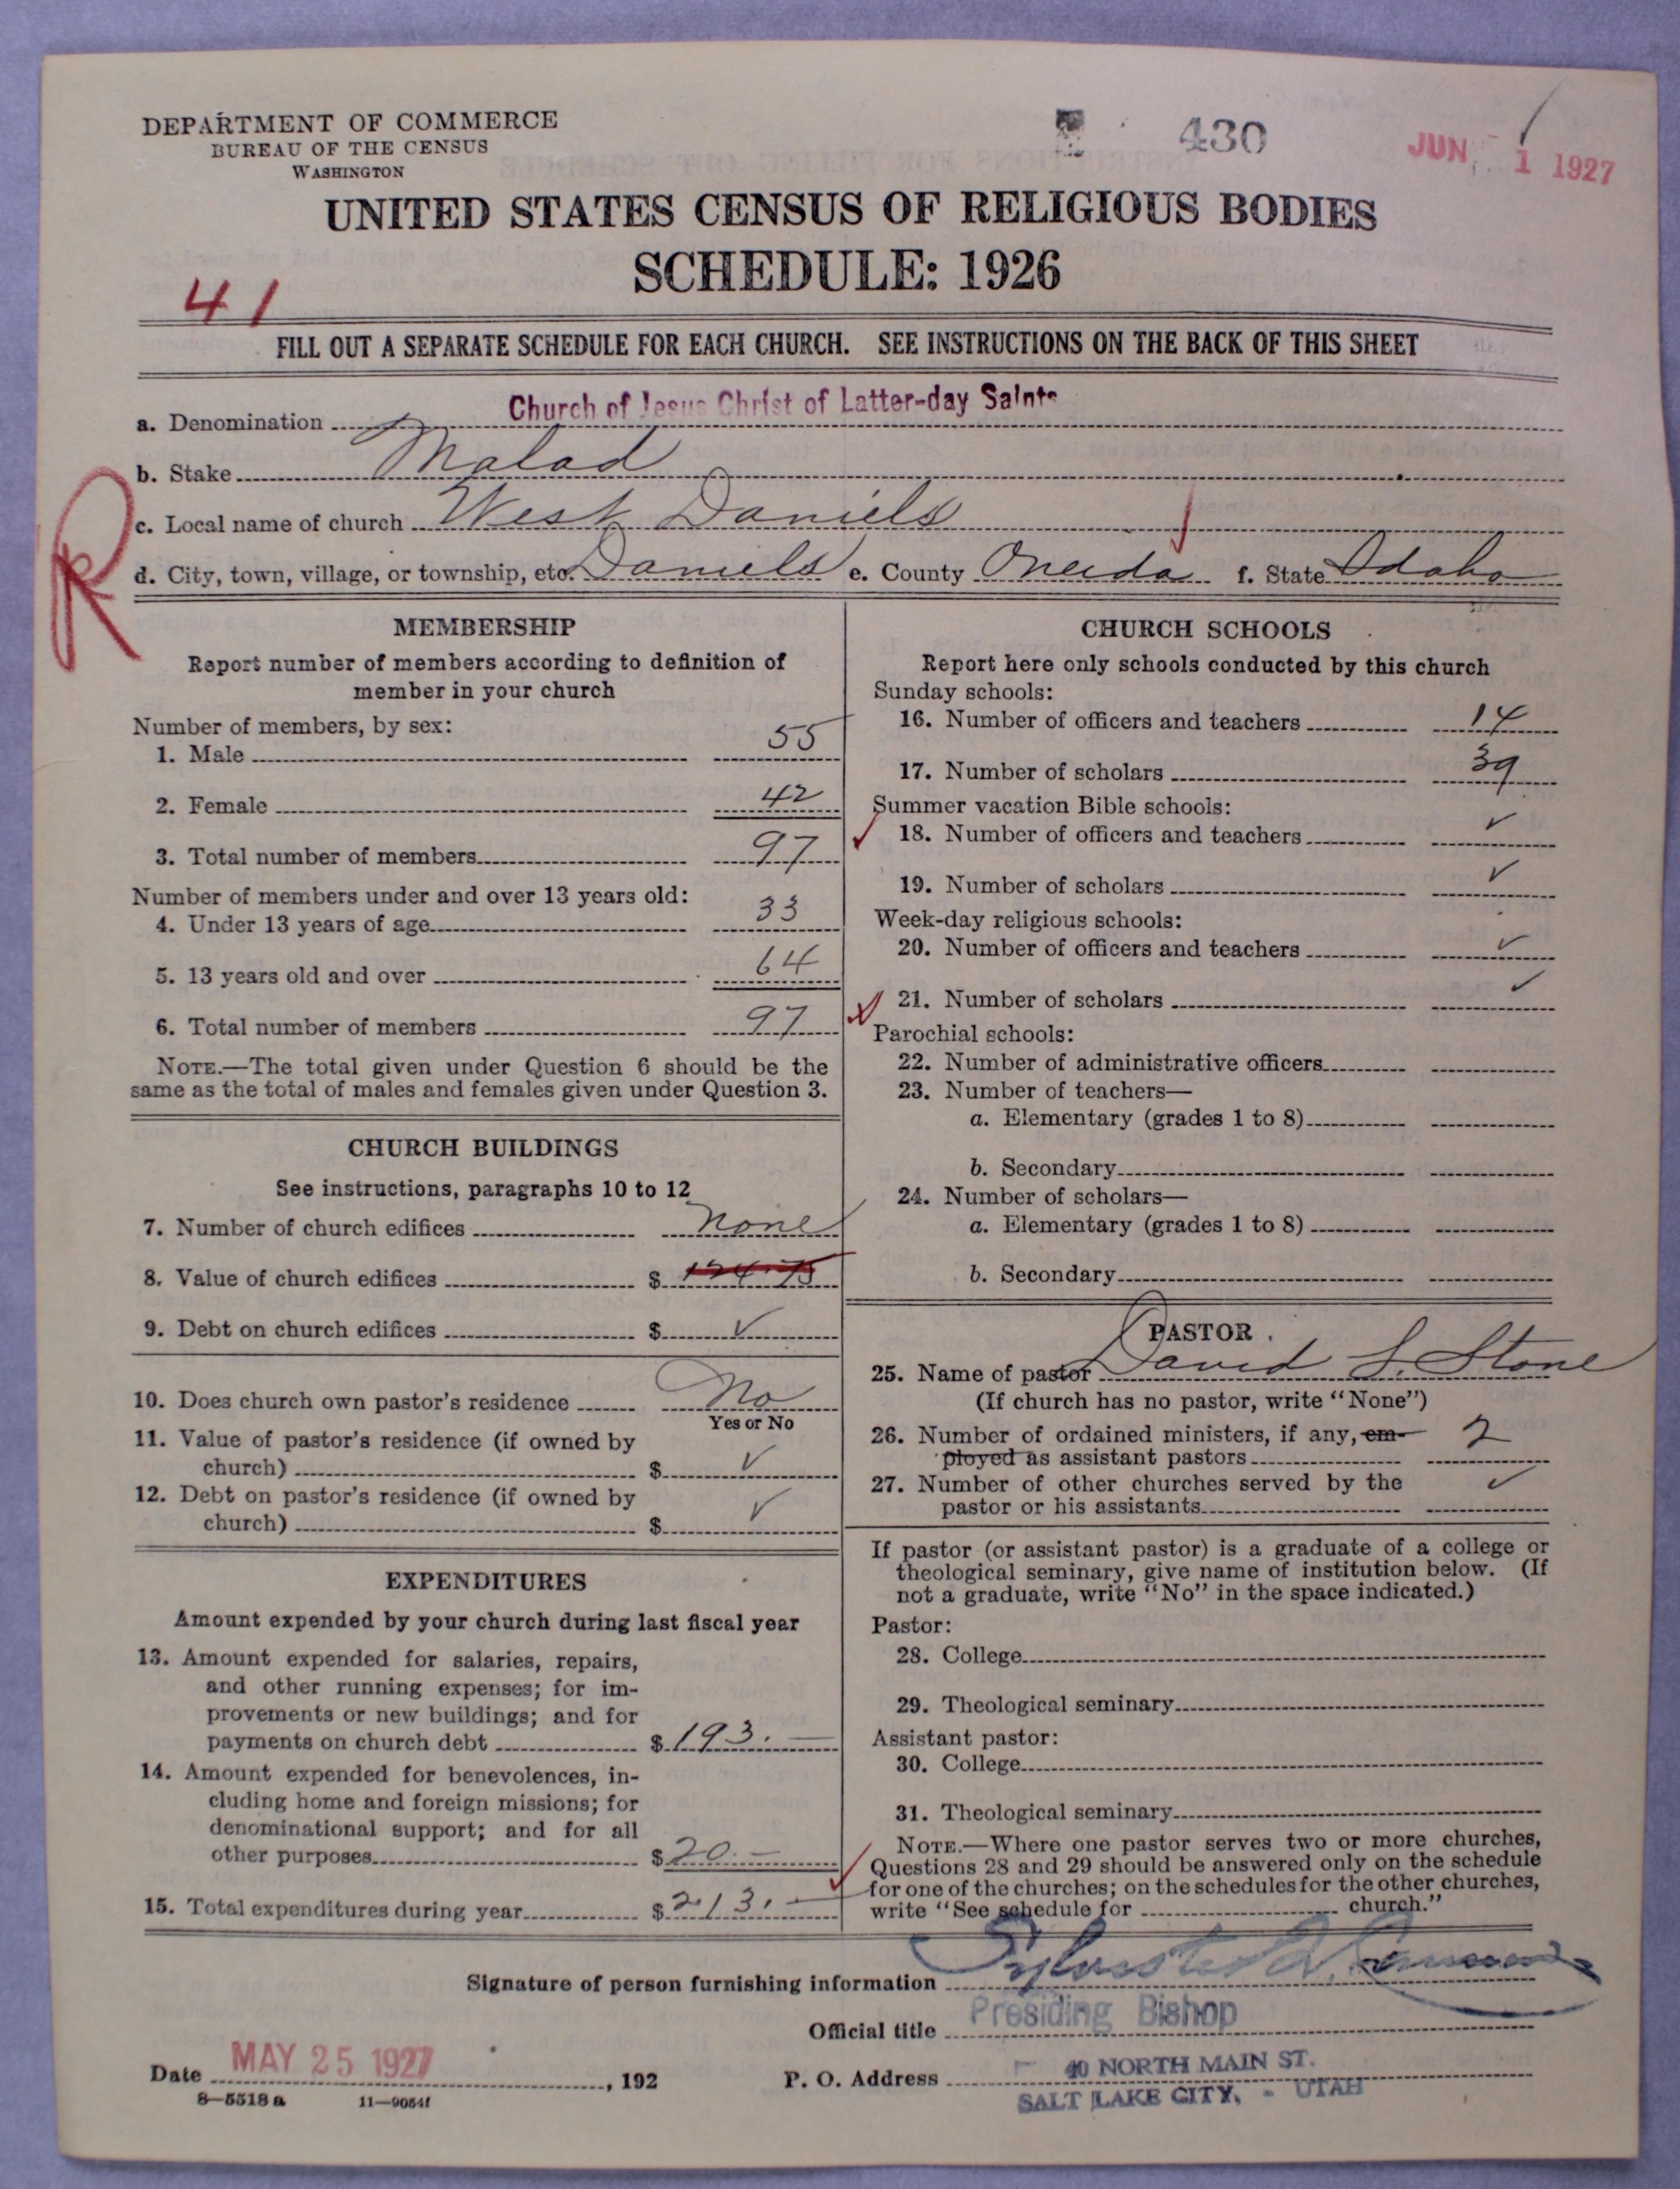 DEPARTMENT OF COMMERCE
BUREAU OF THE CENSUS
WASHINGTON
430
JUN 1 1927
UNITED STATES CENSUS OF RELIGIOUS BODIES
SCHEDULE: 1926
41
FILL OUT A SEPARATE SCHEDULE FOR EACH CHURCH. SEE INSTRUCTIONS ON THE BACK OF THIS SHEET
a. Denomination Church of Jesus Christ of Latter-day Saints
b. Stake Malad
R
c. Local name of church West Daniels
d. City, town, village, or township, etc. Daniels e. County Oneida f. State Idaho
MEMBERSHIP
Report number of members according to definition of
member in your church
Number of members, by sex:
1. Male 55
2. Female 42
3. Total number of members 97
Number of members under and over 13 years old:
4. Under 13 years of age 33
5. 13 years old and over 64
6. Total number of members 97
NOTE.—The total given under Question 6 should be the
same as the total of males and females given under Question 3.
CHURCH BUILDINGS
See instructions, paragraphs 10 to 12
7. Number of church edifices none
8. Value of church edifices $ 124.75
9. Debt on church edifices $ ✓
10. Does church own pastor's residence No
Yes or No
11. Value of pastor's residence (if owned by
church) $ ✓
12. Debt on pastor's residence (if owned by
church) $ ✓
EXPENDITURES
Amount expended by your church during last fiscal year
13. Amount expended for salaries, repairs,
and other running expenses; for im-
provements or new buildings; and for
payments on church debt $ 193.—
14. Amount expended for benevolences, in-
cluding home and foreign missions; for
denominational support; and for all
other purposes $ 20.—
15. Total expenditures during year $ 213.—
CHURCH SCHOOLS
Report here only schools conducted by this church
Sunday schools:
16. Number of officers and teachers 14
17. Number of scholars 39
Summer vacation Bible schools:
✓ 18. Number of officers and teachers ✓
19. Number of scholars ✓
Week-day religious schools:
20. Number of officers and teachers ✓
21. Number of scholars ✓
Parochial schools:
22. Number of administrative officers
23. Number of teachers—
a. Elementary (grades 1 to 8)
b. Secondary
24. Number of scholars—
a. Elementary (grades 1 to 8)
b. Secondary
PASTOR
25. Name of pastor David S. Stone
(If church has no pastor, write "None")
26. Number of ordained ministers, if any, em-
ployed as assistant pastors 2
27. Number of other churches served by the
pastor or his assistants ✓
If pastor (or assistant pastor) is a graduate of a college or
theological seminary, give name of institution below. (If
not a graduate, write "No" in the space indicated.)
Pastor:
28. College
29. Theological seminary
Assistant pastor:
30. College
31. Theological seminary
NOTE.—Where one pastor serves two or more churches,
Questions 28 and 29 should be answered only on the schedule
for one of the churches; on the schedules for the other churches,
write "See schedule for church."
Signature of person furnishing information Sylvester Q. Cannon
Official title Presiding Bishop
Date MAY 25 1927, 192
P. O. Address 40 NORTH MAIN ST.
SALT LAKE CITY, - UTAH
8—5518 a 11—9054f